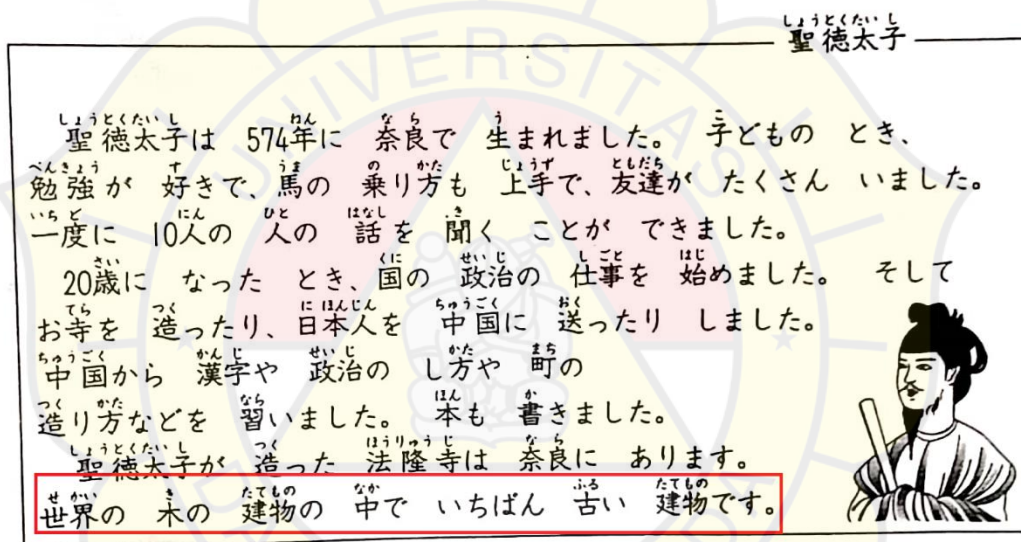 聖徳太子
聖徳太子は 574年に 奈良で 生まれました。 子どもの とき、
勉強が 好きで、馬の 乗り方も 上手で、友達が たくさん いました。
一度に 10人の 人の 話を 聞く ことが できました。
20歳に なった とき、国の 政治の 仕事を 始めました。 そして
お寺を 造ったり、日本人を 中国に 送ったり しました。
中国から 漢字や 政治の し方や 町の
造り方などを 習いました。 本も 書きました。
聖徳太子が 造った 法隆寺は 奈良に あります。
世界の 木の 建物の 中で いちばん 古い 建物です。
UNIVERSITAS